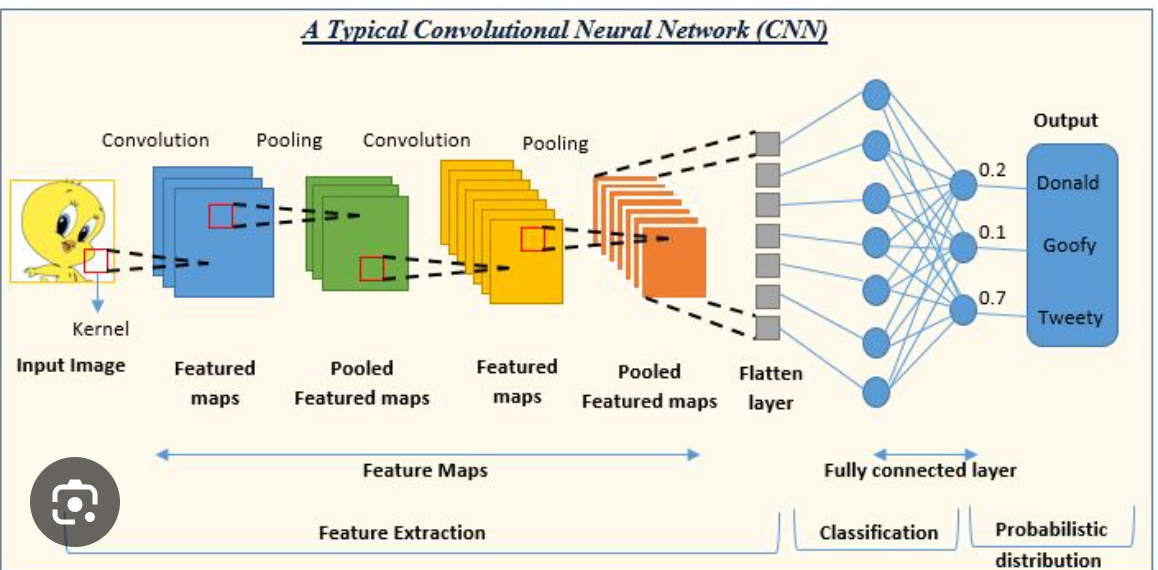 A Typical Convolutional Neural Network (CNN)
Convolution
Pooling
Convolution
Pooling
Output
0.2
Donald
0.1
Goofy
0.7
Tweety
Kernel
Input Image
Featured
maps
Pooled
Featured maps
Featured
maps
Pooled
Featured maps
Flatten
layer
Feature Maps
Fully connected layer
Feature Extraction
Classification
Probabilistic
distribution